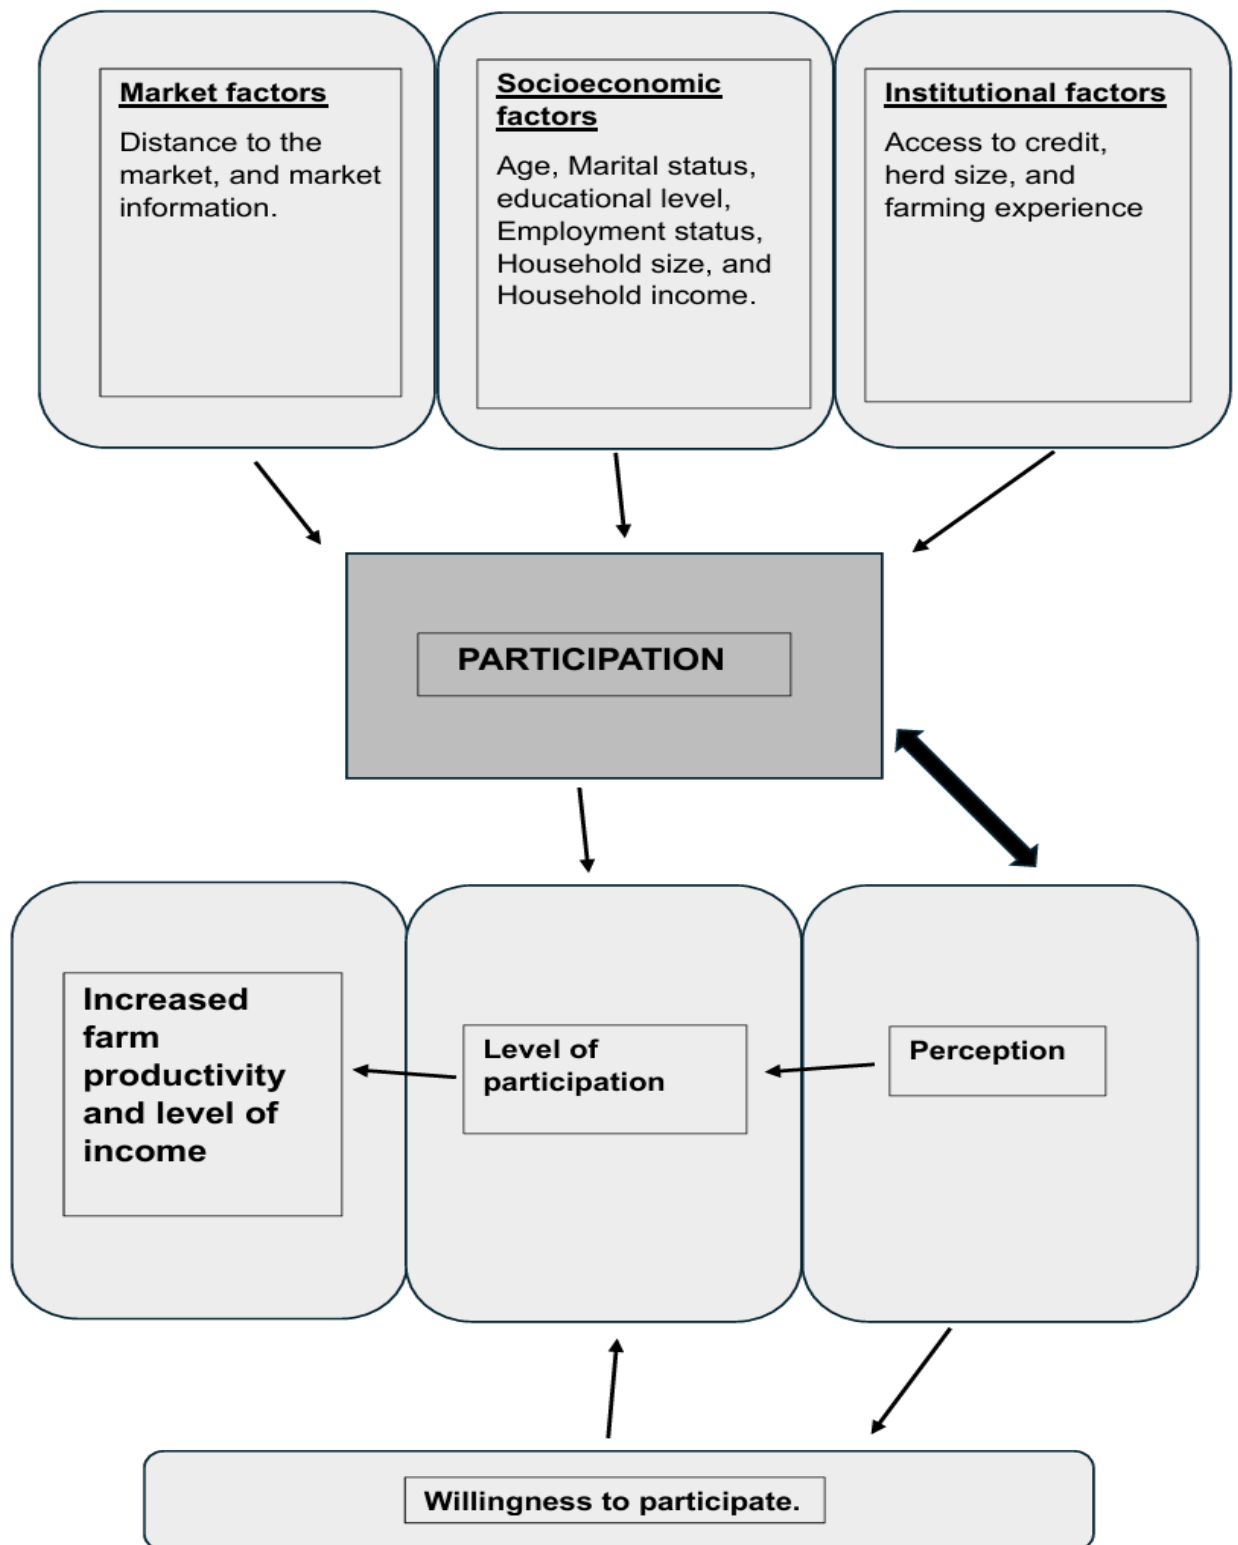 Market factors
Distance to the
market, and market
information.
Socioeconomic
factors
Age, Marital status,
educational level,
Employment status,
Household size, and
Household income.
Institutional factors
Access to credit,
herd size, and
farming experience
PARTICIPATION
Increased
farm
productivity
and level of
income
Level of
participation
Perception
Willingness to participate.